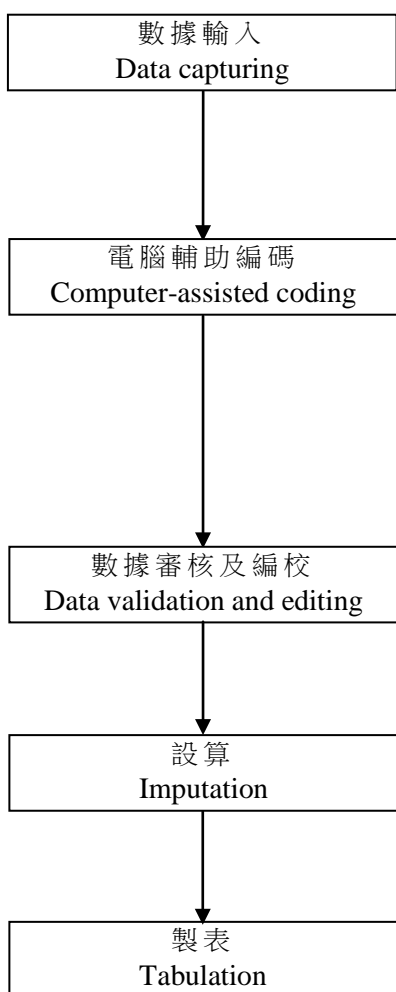 數據輸入
Data capturing
電腦輔助編碼
Computer-assisted coding
數據審核及編校
Data validation and editing
設算
Imputation
製表
Tabulation